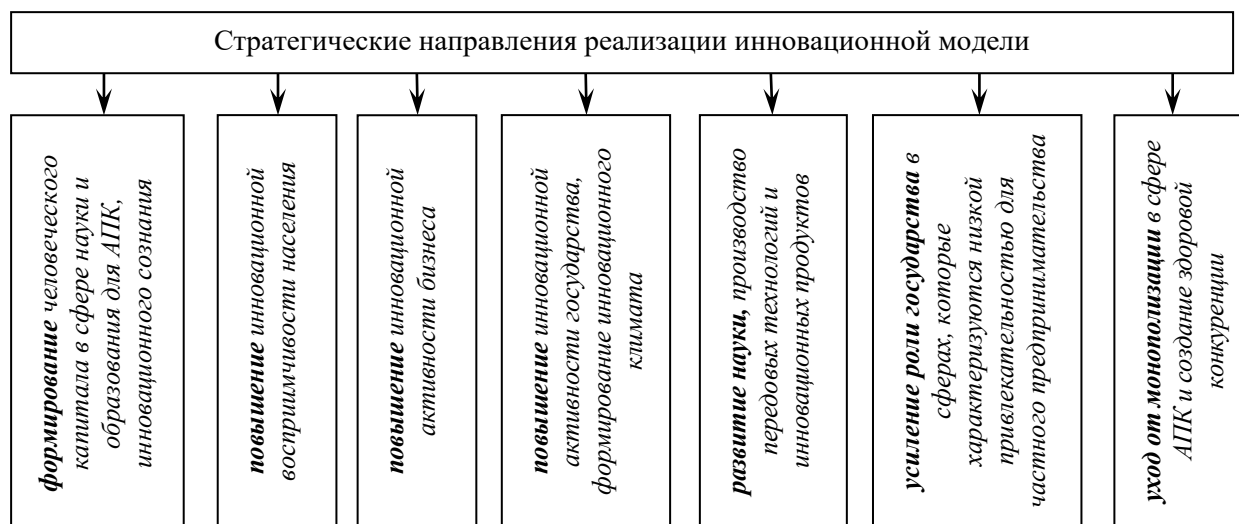 Стратегические направления реализации инновационной модели
формирование человеческого
капитала в сфере науки и
образования для АПК,
инновационного сознания
повышение инновационной
восприимчивости населения
повышение инновационной
активности бизнеса
повышение инновационной
активности государства,
формирование инновационного
климата
развитие науки, производство
передовых технологий и
инновационных продуктов
усиление роли государства в
сферах, которые
характеризуются низкой
привлекательностью для
частного предпринимательства
уход от монополизации в сфере
АПК и создание здоровой
конкуренции